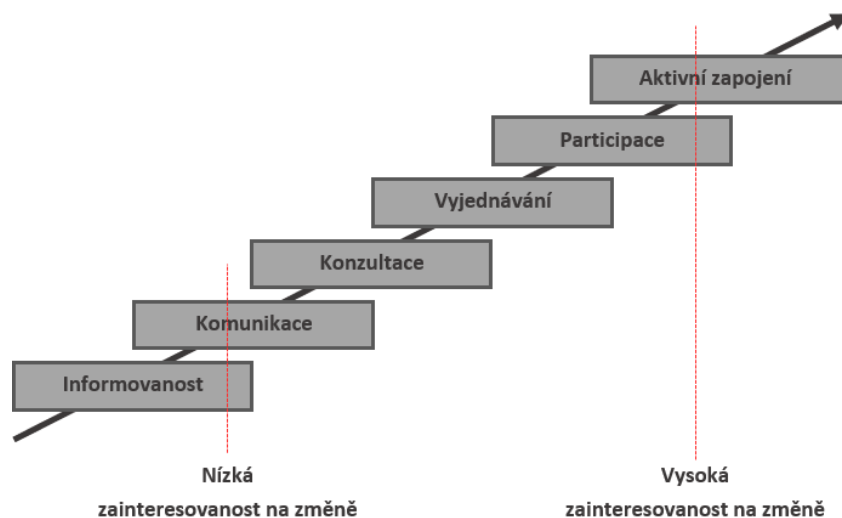 Aktivní zapojení
Participace
Vyjednávání
Konzultace
Komunikace
Informovanost
Nízká
zainteresovanost na změně
Vysoká
zainteresovanost na změně